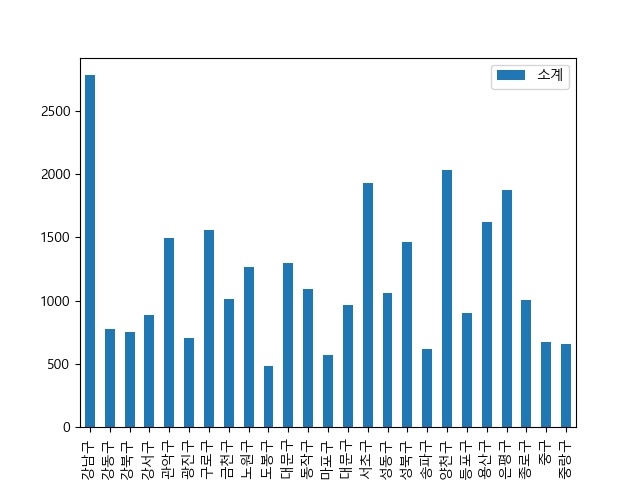 소계
2500
2000
1500
1000
500
0
강남구
강동구
강북구
강서구
관악구
광진구
구로구
금천구
노원구
도봉구
대문구
동작구
마포구
대문구
서초구
성동구
성북구
송파구
양천구
등포구
용산구
은평구
종로구
중구
중랑구